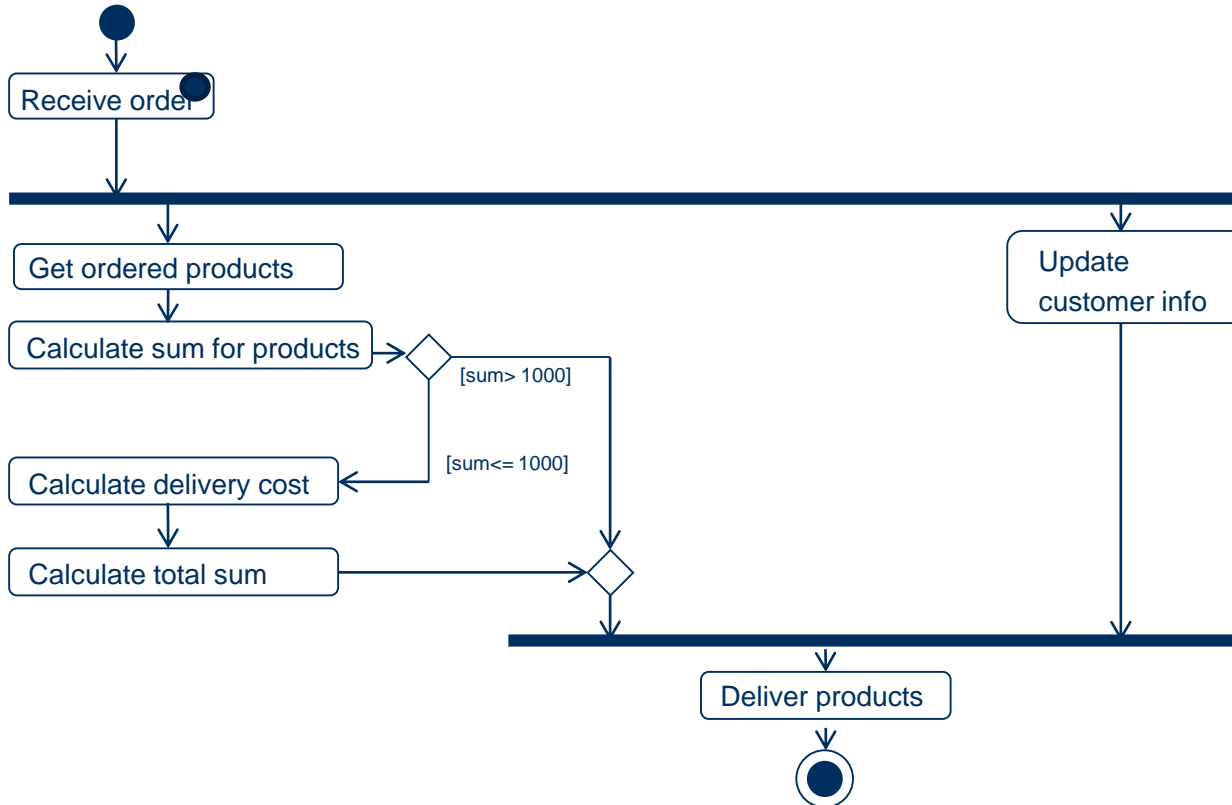 Receive order
Get ordered products
Update
customer info
Calculate sum for products
[sum> 1000]
[sum<= 1000]
Calculate delivery cost
Calculate total sum
Deliver products